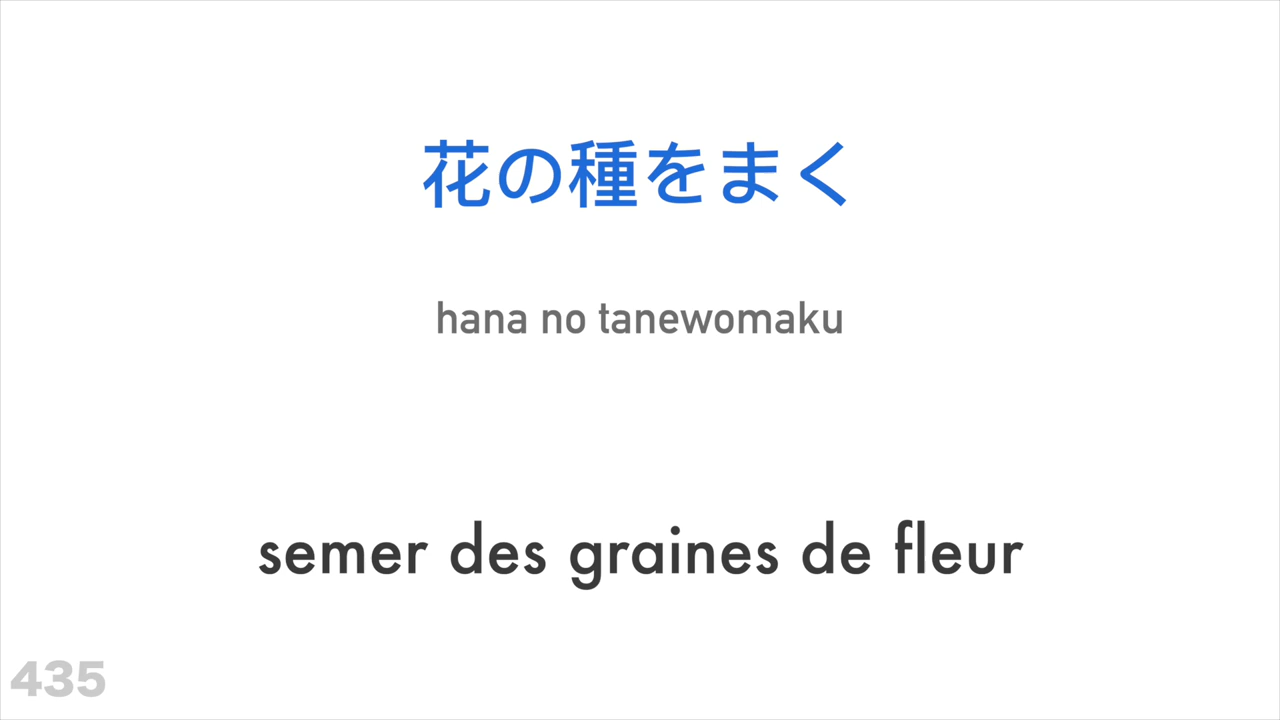 花の種をまく
hana no tanewomaku
semer des graines de fleur
435